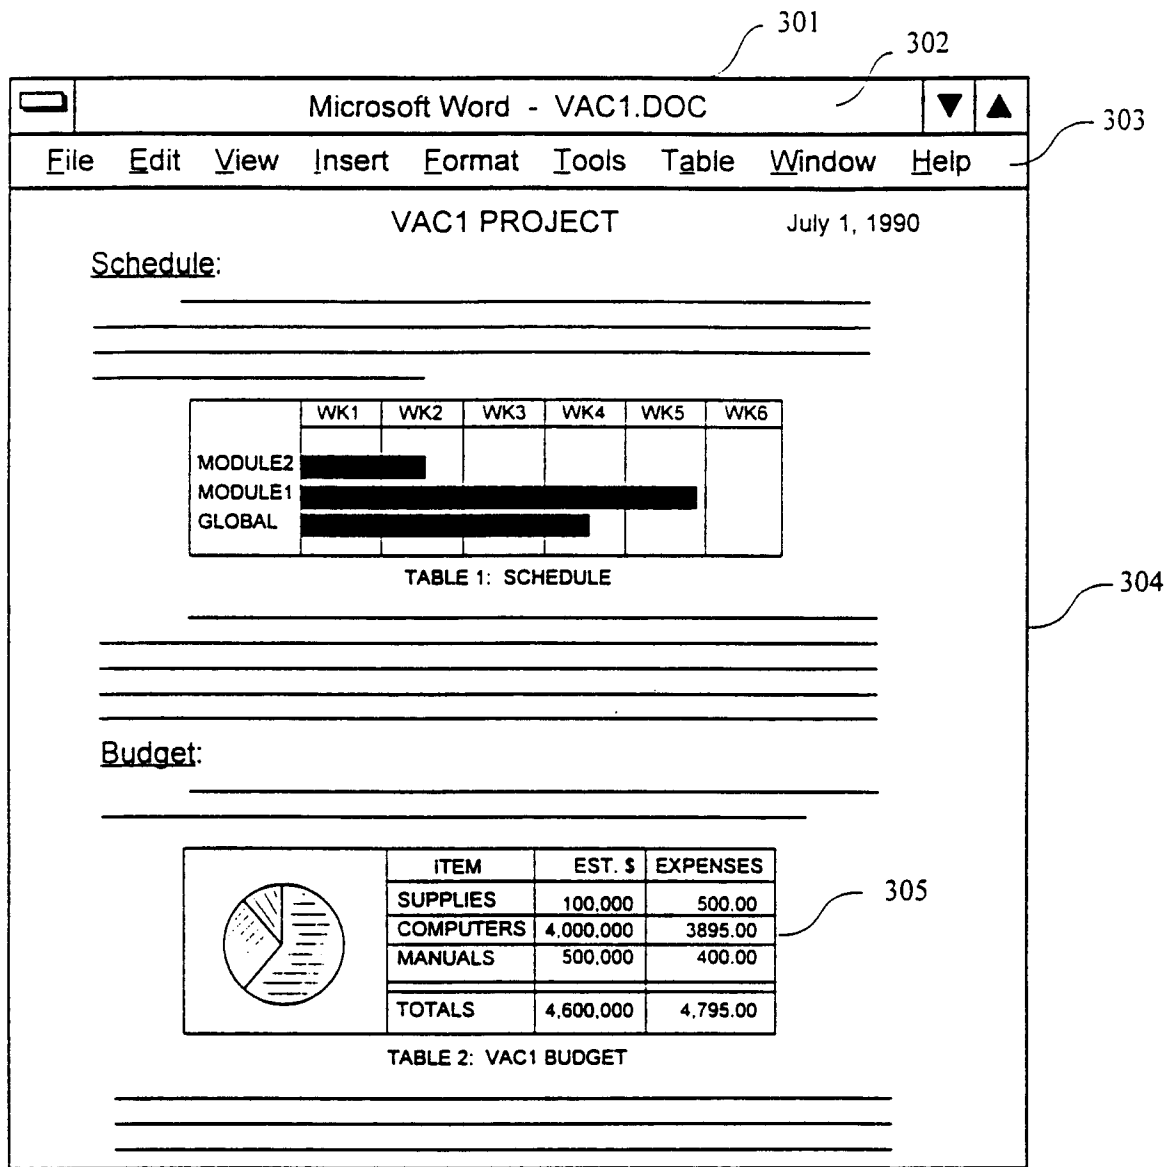 301
302
Microsoft Word - VAC1.DOC
303
File Edit View Insert Format Tools Table Window Help
VAC1 PROJECT July 1, 1990
Schedule:
WK1 WK2 WK3 WK4 WK5 WK6
MODULE2
MODULE1
GLOBAL
TABLE 1: SCHEDULE
304
Budget:
ITEM EST. $ EXPENSES
305
SUPPLIES 100,000 500.00
COMPUTERS 4,000,000 3895.00
MANUALS 500,000 400.00
TOTALS 4,600,000 4,795.00
TABLE 2: VAC1 BUDGET